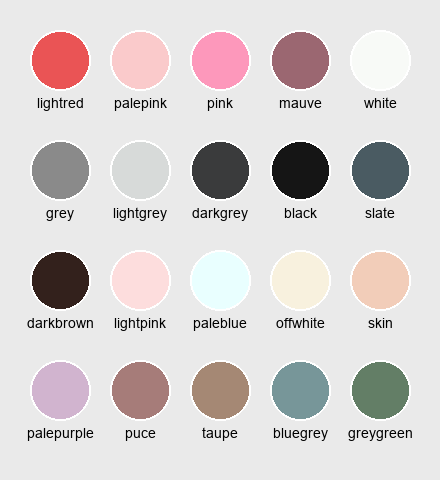 lightred palepink pink mauve white
grey lightgrey darkgrey black slate
darkbrown lightpink paleblue offwhite skin
palepurple puce taupe bluegrey greygreen